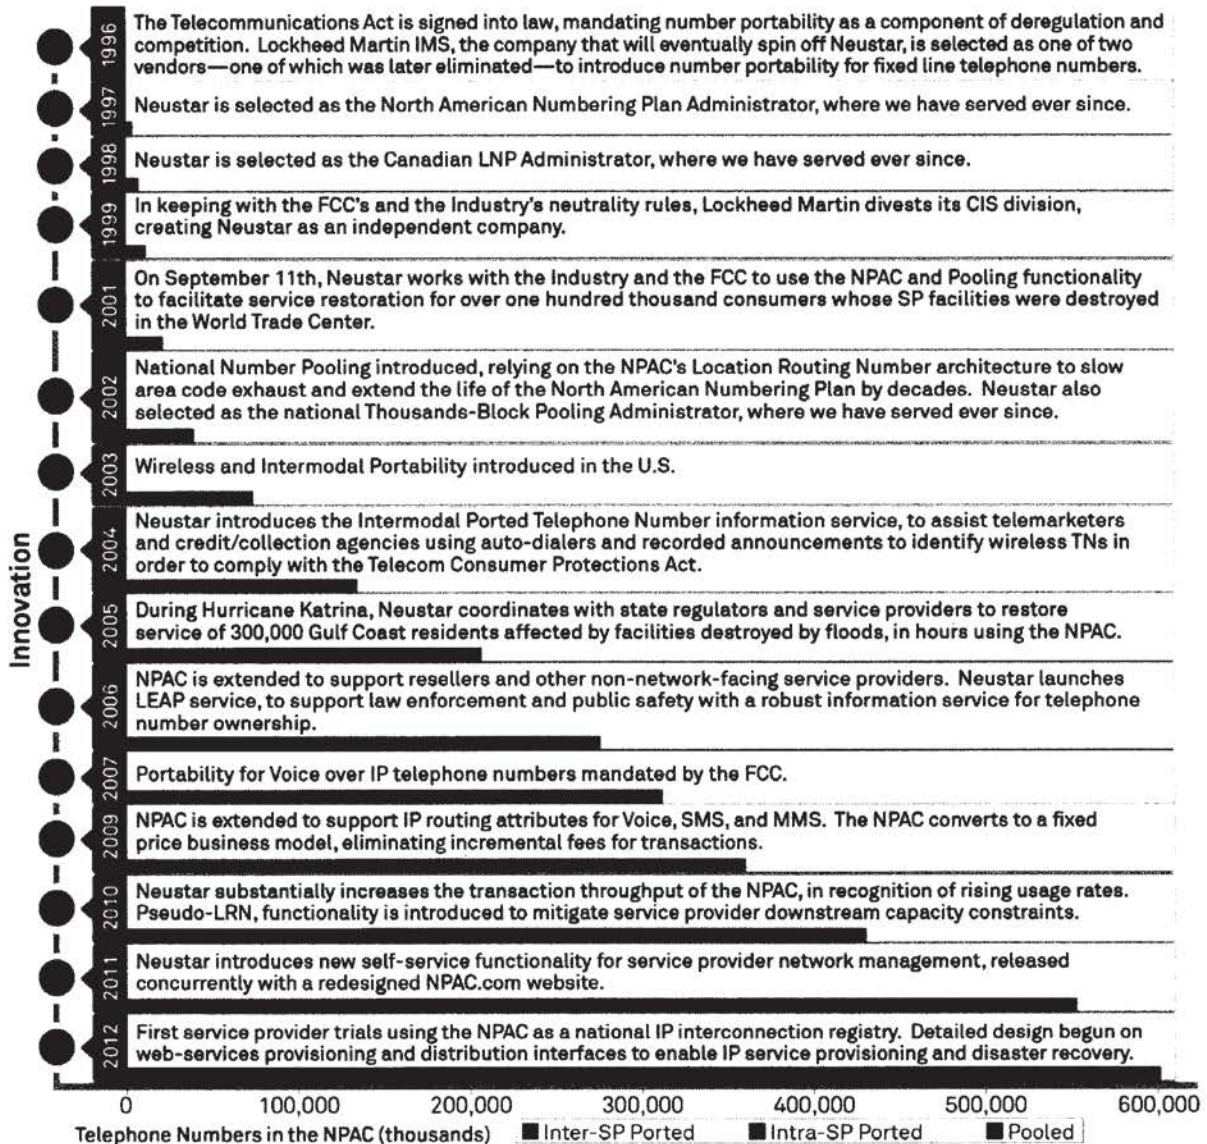 1996
The Telecommunications Act is signed into law, mandating number portability as a component of deregulation and
competition. Lockheed Martin IMS, the company that will eventually spin off Neustar, is selected as one of two
vendors—one of which was later eliminated—to introduce number portability for fixed line telephone numbers.
1997
Neustar is selected as the North American Numbering Plan Administrator, where we have served ever since.
1998
Neustar is selected as the Canadian LNP Administrator, where we have served ever since.
1999
In keeping with the FCC's and the Industry's neutrality rules, Lockheed Martin divests its CIS division,
creating Neustar as an independent company.
2001
On September 11th, Neustar works with the Industry and the FCC to use the NPAC and Pooling functionality
to facilitate service restoration for over one hundred thousand consumers whose SP facilities were destroyed
in the World Trade Center.
2002
National Number Pooling introduced, relying on the NPAC's Location Routing Number architecture to slow
area code exhaust and extend the life of the North American Numbering Plan by decades. Neustar also
selected as the national Thousands-Block Pooling Administrator, where we have served ever since.
2003
Wireless and Intermodal Portability introduced in the U.S.
2004
Neustar introduces the Intermodal Ported Telephone Number information service, to assist telemarketers
and credit/collection agencies using auto-dialers and recorded announcements to identify wireless TNs in
order to comply with the Telecom Consumer Protections Act.
2005
During Hurricane Katrina, Neustar coordinates with state regulators and service providers to restore
service of 300,000 Gulf Coast residents affected by facilities destroyed by floods, in hours using the NPAC.
2006
NPAC is extended to support resellers and other non-network-facing service providers. Neustar launches
LEAP service, to support law enforcement and public safety with a robust information service for telephone
number ownership.
2007
Portability for Voice over IP telephone numbers mandated by the FCC.
2009
NPAC is extended to support IP routing attributes for Voice, SMS, and MMS. The NPAC converts to a fixed
price business model, eliminating incremental fees for transactions.
2010
Neustar substantially increases the transaction throughput of the NPAC, in recognition of rising usage rates.
Pseudo-LRN, functionality is introduced to mitigate service provider downstream capacity constraints.
2011
Neustar introduces new self-service functionality for service provider network management, released
concurrently with a redesigned NPAC.com website.
2012
First service provider trials using the NPAC as a national IP interconnection registry. Detailed design begun on
web-services provisioning and distribution interfaces to enable IP service provisioning and disaster recovery.
Innovation
0 100,000 200,000 300,000 400,000 500,000 600,000
Telephone Numbers in the NPAC (thousands) Inter-SP Ported Intra-SP Ported Pooled